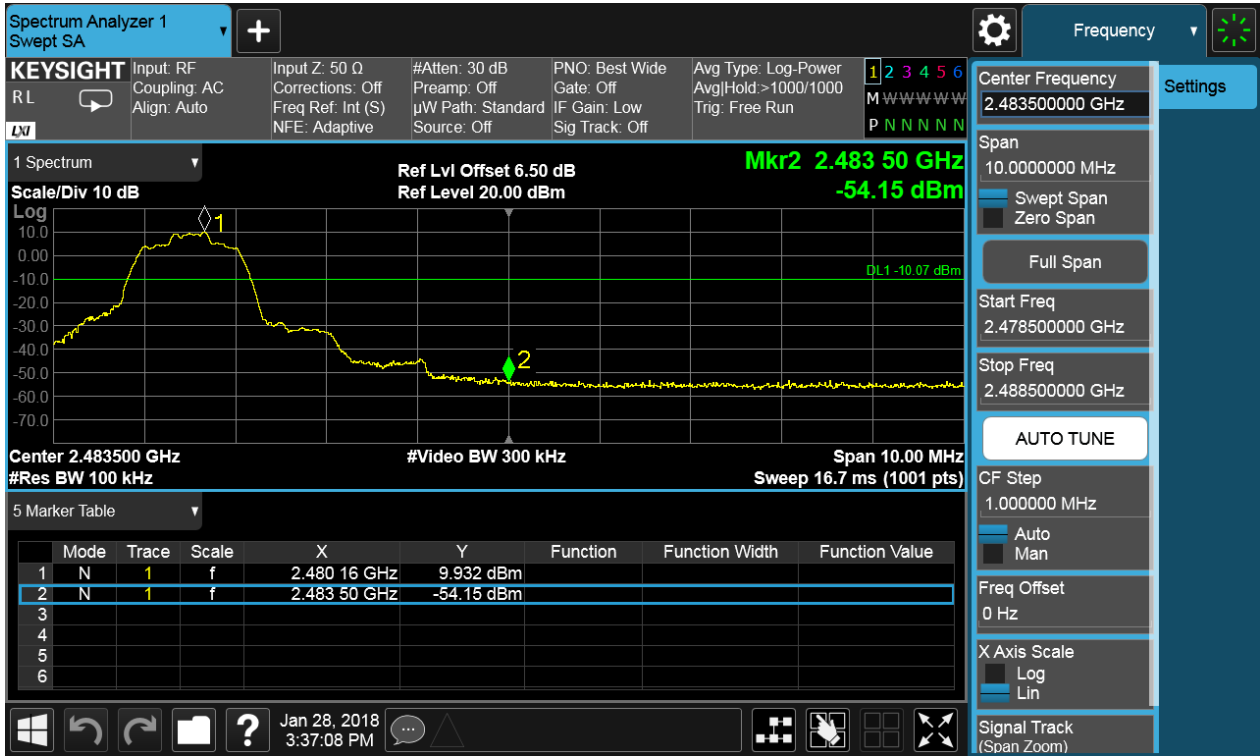 Spectrum Analyzer 1
Swept SA
+
Frequency
KEYSIGHT
RL
LXI
Input: RF
Coupling: AC
Align: Auto
Input Z: 50 Ω
Corrections: Off
Freq Ref: Int (S)
NFE: Adaptive
#Atten: 30 dB
Preamp: Off
µW Path: Standard
Source: Off
PNO: Best Wide
Gate: Off
IF Gain: Low
Sig Track: Off
Avg Type: Log-Power
Avg|Hold:>1000/1000
Trig: Free Run
1 2 3 4 5 6
M W W W W W W
P N N N N N
1 Spectrum
Scale/Div 10 dB
Ref Lvl Offset 6.50 dB
Ref Level 20.00 dBm
Mkr2 2.483 50 GHz
-54.15 dBm
Log
10.0
0.00
-10.0
-20.0
-30.0
-40.0
-50.0
-60.0
-70.0
1
DL1 -10.07 dBm
2
Center 2.483500 GHz
#Res BW 100 kHz
#Video BW 300 kHz
Span 10.00 MHz
Sweep 16.7 ms (1001 pts)
5 Marker Table
Mode Trace Scale X Y Function Function Width Function Value
1 N 1 f 2.480 16 GHz 9.932 dBm
2 N 1 f 2.483 50 GHz -54.15 dBm
3
4
5
6
?
Jan 28, 2018
3:37:08 PM
Center Frequency
2.483500000 GHz
Span
10.0000000 MHz
Swept Span
Zero Span
Full Span
Start Freq
2.478500000 GHz
Stop Freq
2.488500000 GHz
AUTO TUNE
CF Step
1.000000 MHz
Auto
Man
Freq Offset
0 Hz
X Axis Scale
Log
Lin
Signal Track
(Span Zoom)
Settings